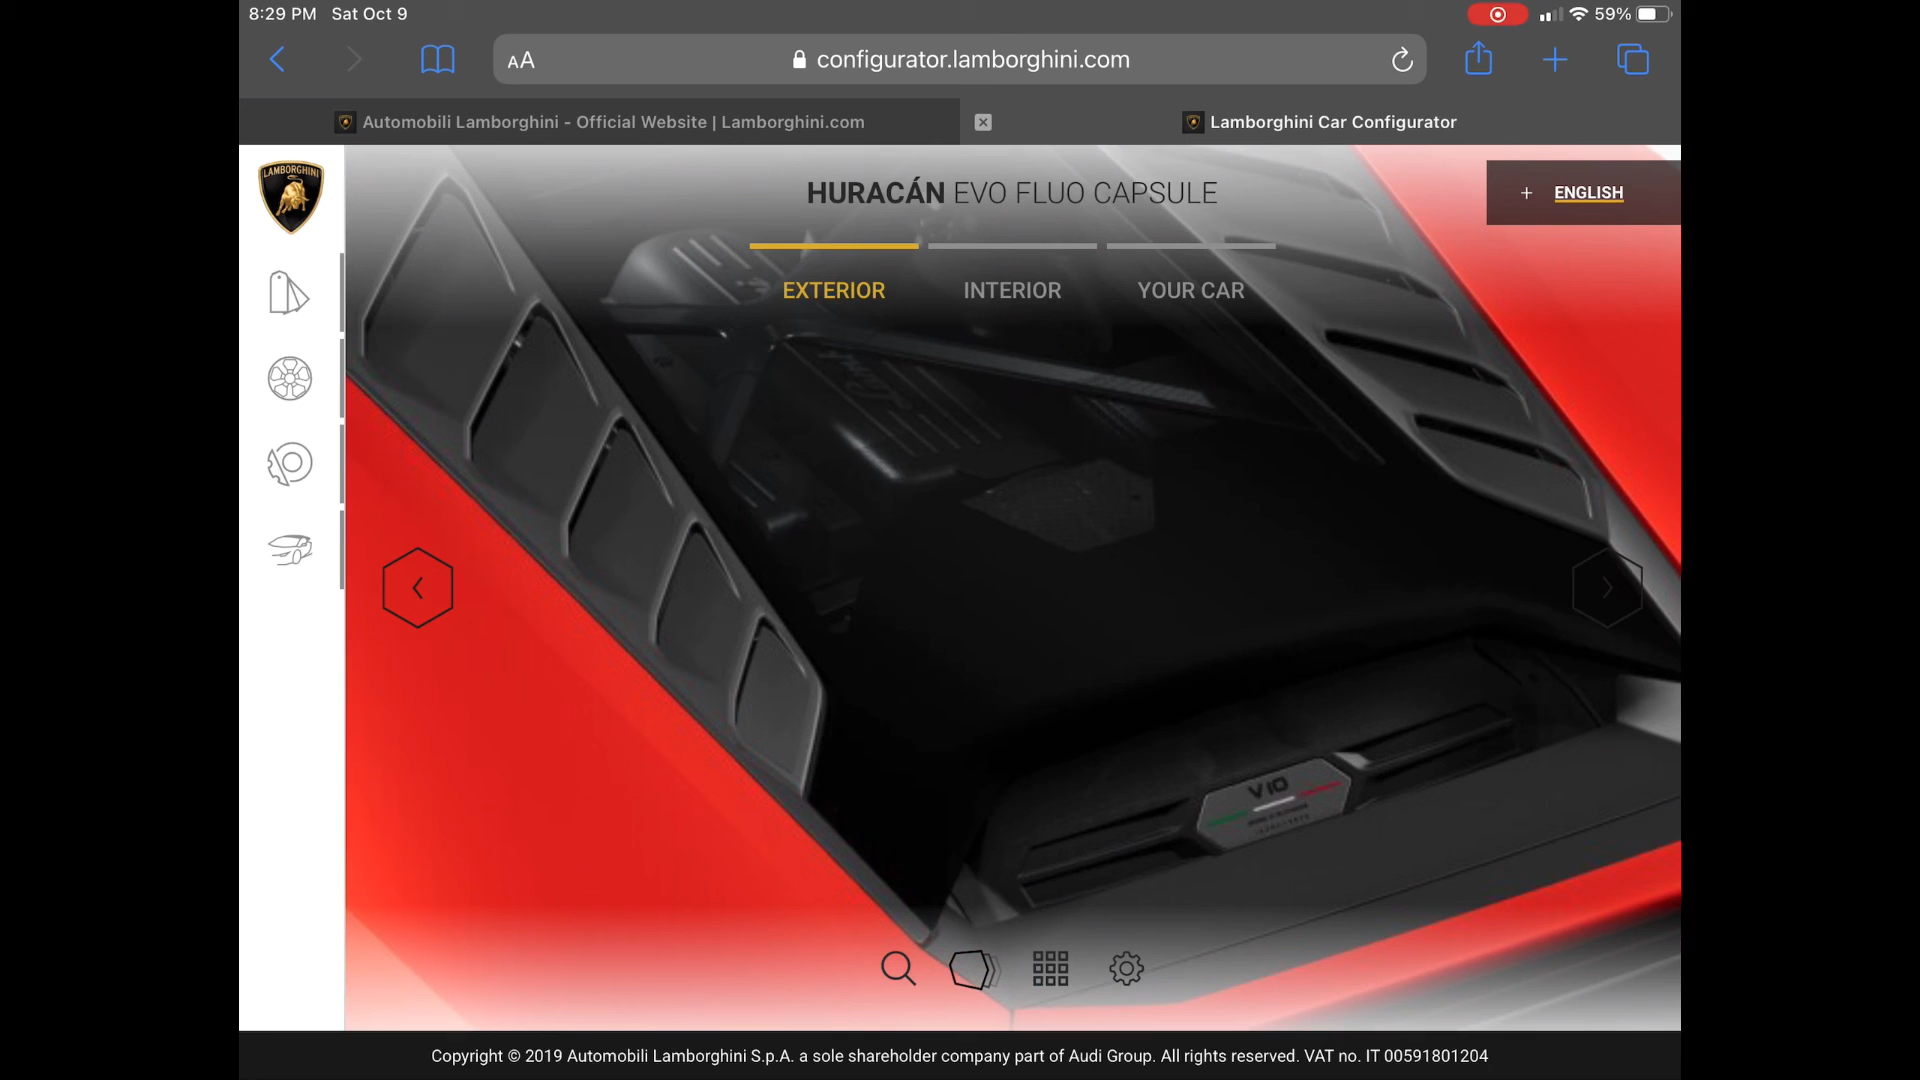 8:29 PM Sat Oct 9
59%
AA
configurator.lamborghini.com
Automobili Lamborghini - Official Website | Lamborghini.com
Lamborghini Car Configurator
LAMBORGHINI
HURACÁN EVO FLUO CAPSULE
+ ENGLISH
EXTERIOR
INTERIOR
YOUR CAR
V10
Copyright © 2019 Automobili Lamborghini S.p.A. a sole shareholder company part of Audi Group. All rights reserved. VAT no. IT 00591801204